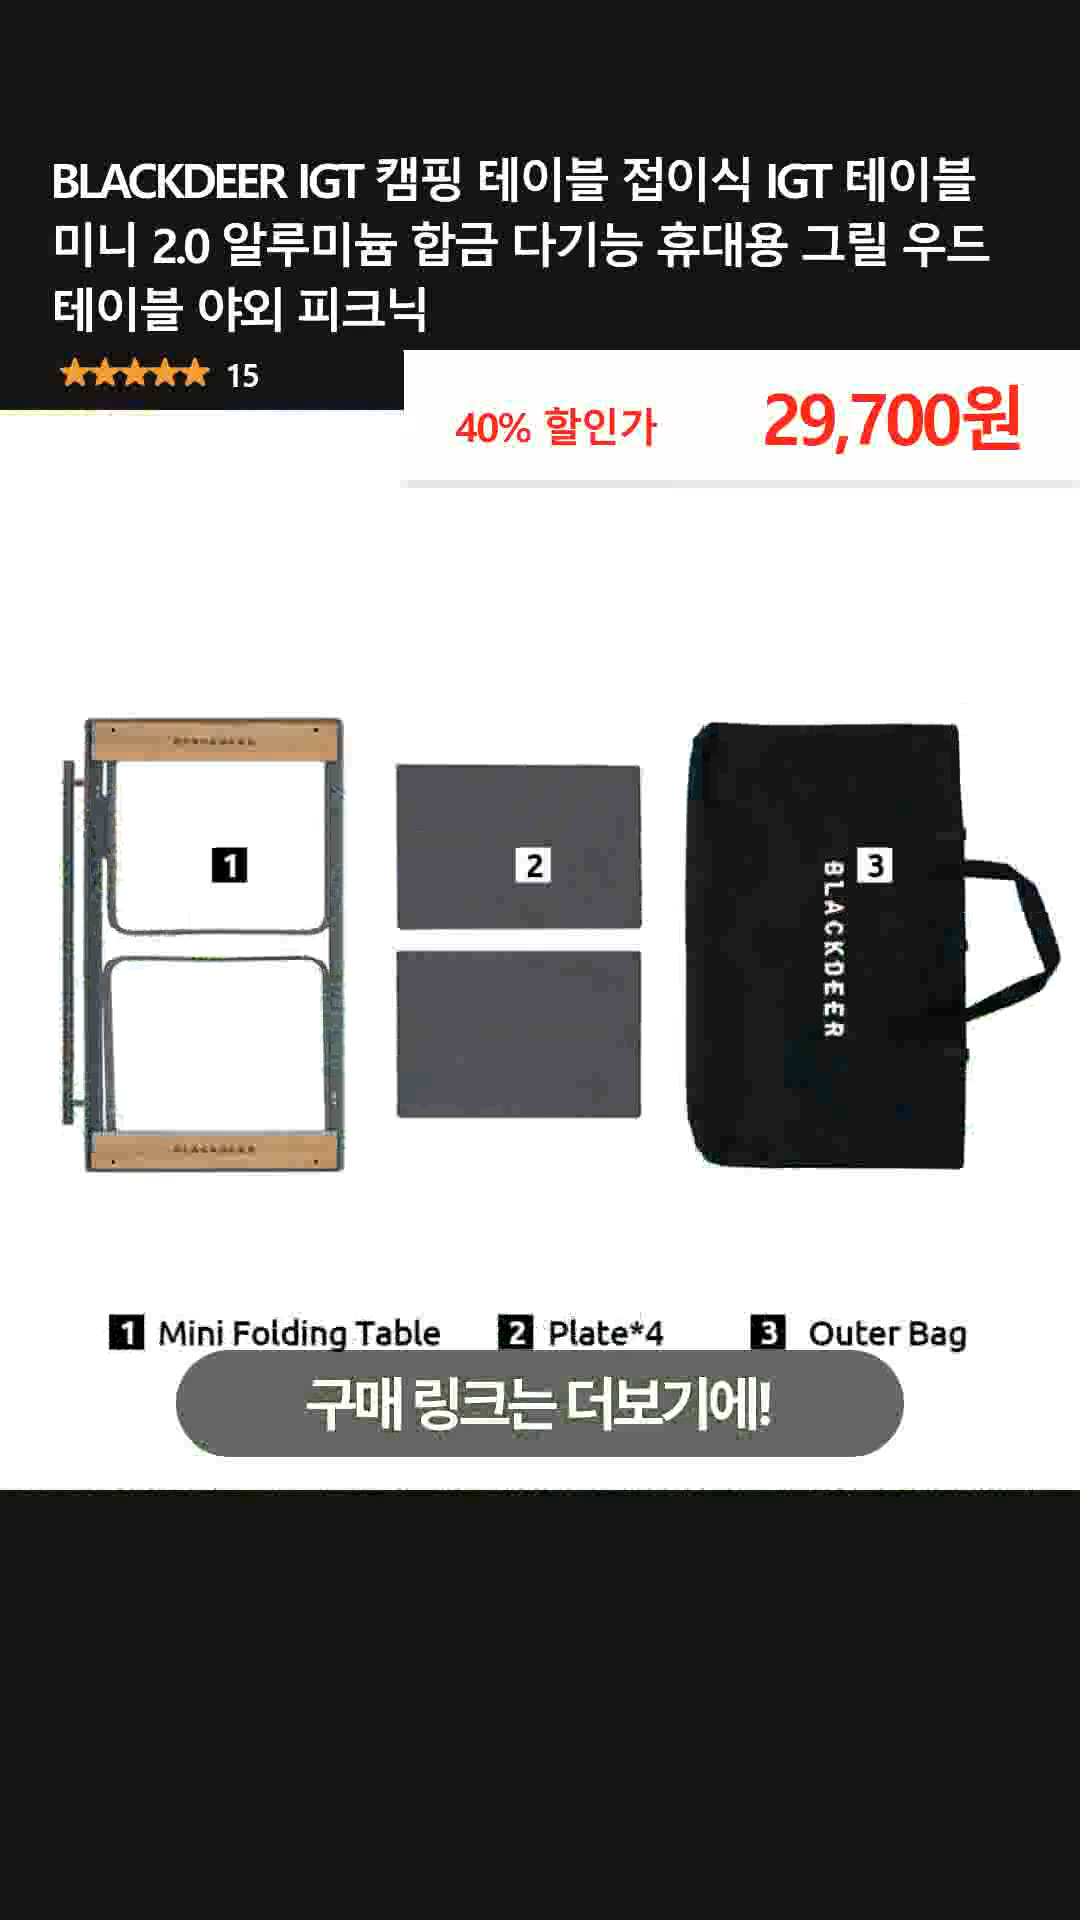 BLACKDEER IGT 캠핑 테이블 접이식 IGT 테이블
미니 2.0 알루미늄 합금 다기능 휴대용 그릴 우드
테이블 야외 피크닉
15
40% 할인가
29,700원
BLACKDEER
1
2
3
BLACKDEER
BLACKDEER
1 Mini Folding Table
2 Plate*4
3 Outer Bag
구매 링크는 더보기에!